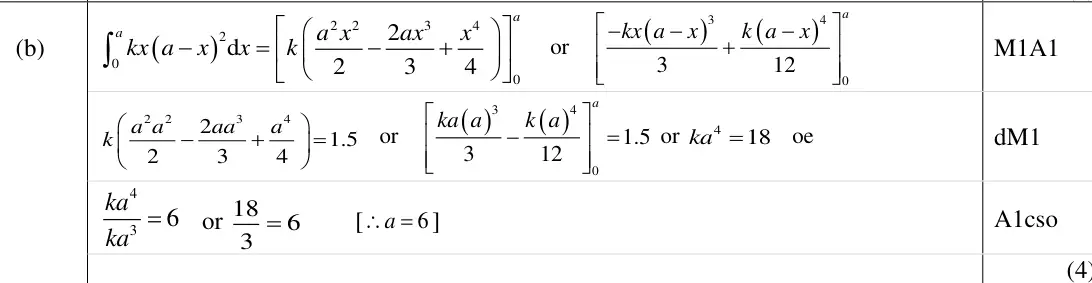 (b) ∫₀ᵃ kx(a − x)² dx = [k(a²x²/2 − 2ax³/3 + x⁴/4)]₀ᵃ or [−kx(a − x)³/3 + k(a − x)⁴/12]₀ᵃ M1A1
k(a²a²/2 − 2aa³/3 + a⁴/4) = 1.5 or [ka(a)³/3 − k(a)⁴/12]₀ᵃ = 1.5 or ka⁴ = 18 oe dM1
ka⁴/ka³ = 6 or 18/3 = 6 [∴ a = 6] A1cso
(4)